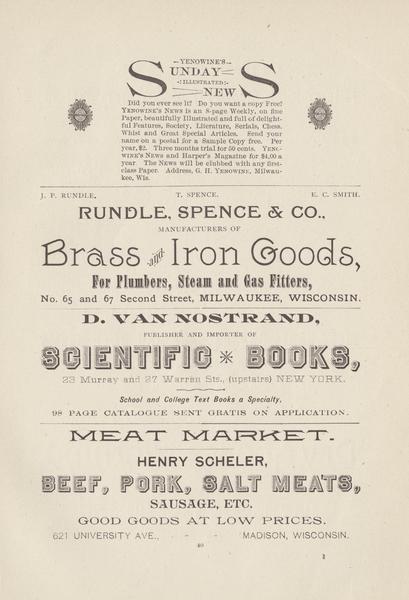 YENOWINE'S
SUNDAY
ILLUSTRATED
NEWS
Did you ever see it? Do you want a copy Free?
YENOWINE'S NEWS is an 8-page Weekly, on fine
Paper, beautifully Illustrated and full of delight-
ful Features, Society, Literature, Serials, Chess.
Whist and Great Special Articles. Send your
name on a postal for a Sample Copy free. Per
year, $2. Three months trial for 50 cents. YENO-
WINE'S NEWS and Harper's Magazine for $4.00 a
year The NEWS will be clubbed with any first-
class Paper. Address, G. H. YENOWINE, Milwau-
kee, Wis.
J. P. RUNDLE, T. SPENCE. E. C. SMITH.
RUNDLE, SPENCE & CO.,
MANUFACTURERS OF
Brass and Iron Goods,
For Plumbers, Steam and Gas Fitters,
No. 65 and 67 Second Street, MILWAUKEE, WISCONSIN.
D. VAN NOSTRAND,
PUBLISHER AND IMPORTER OF
SCIENTIFIC * BOOKS,
23 Murray and 27 Warren Sts., (upstairs) NEW YORK.
School and College Text Books a Specialty.
98 PAGE CATALOGUE SENT GRATIS ON APPLICATION.
MEAT MARKET.
HENRY SCHELER,
BEEF, PORK, SALT MEATS,
SAUSAGE, ETC.
GOOD GOODS AT LOW PRICES.
621 UNIVERSITY AVE., - - - MADISON, WISCONSIN.